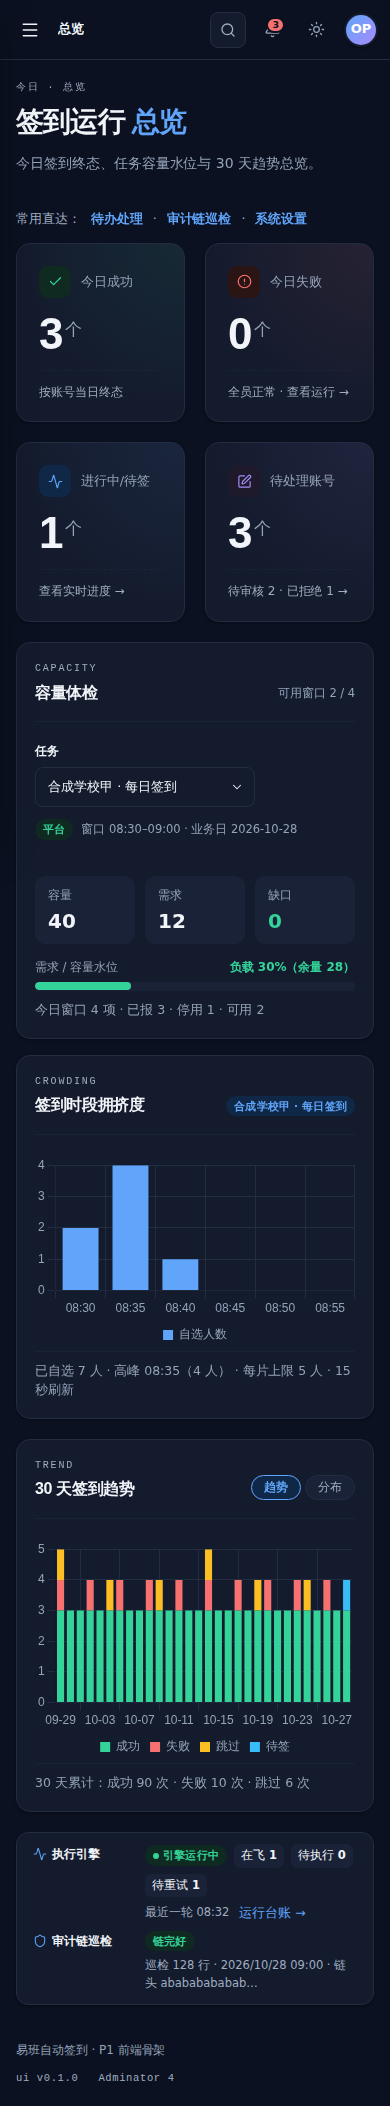 总览
3
OP
今日 · 总览
签到运行 总览
今日签到终态、任务容量水位与 30 天趋势总览。
常用直达： 待办处理 · 审计链巡检 · 系统设置
今日成功
3个
按账号当日终态
今日失败
0个
全员正常 · 查看运行 →
进行中/待签
1个
查看实时进度 →
待处理账号
3个
待审核 2 · 已拒绝 1 →
CAPACITY
容量体检
可用窗口 2 / 4
任务
合成学校甲 · 每日签到
平台 窗口 08:30–09:00 · 业务日 2026-10-28
容量
40
需求
12
缺口
0
需求 / 容量水位
负载 30%（余量 28）
今日窗口 4 项 · 已报 3 · 停用 1 · 可用 2
CROWDING
签到时段拥挤度
合成学校甲 · 每日签到
4
3
2
1
0
08:30 08:35 08:40 08:45 08:50 08:55
自选人数
已自选 7 人 · 高峰 08:35（4 人） · 每片上限 5 人 · 15
秒刷新
TREND
30 天签到趋势
趋势 分布
5
4
3
2
1
0
09-29 10-03 10-07 10-11 10-15 10-19 10-23 10-27
成功 失败 跳过 待签
30 天累计：成功 90 次 · 失败 10 次 · 跳过 6 次
执行引擎
引擎运行中 在飞 1 待执行 0
待重试 1
最近一轮 08:32 运行台账 →
审计链巡检
链完好
巡检 128 行 · 2026/10/28 09:00 · 链
头 abababababab…
易班自动签到 · P1 前端骨架
ui v0.1.0 Adminator 4